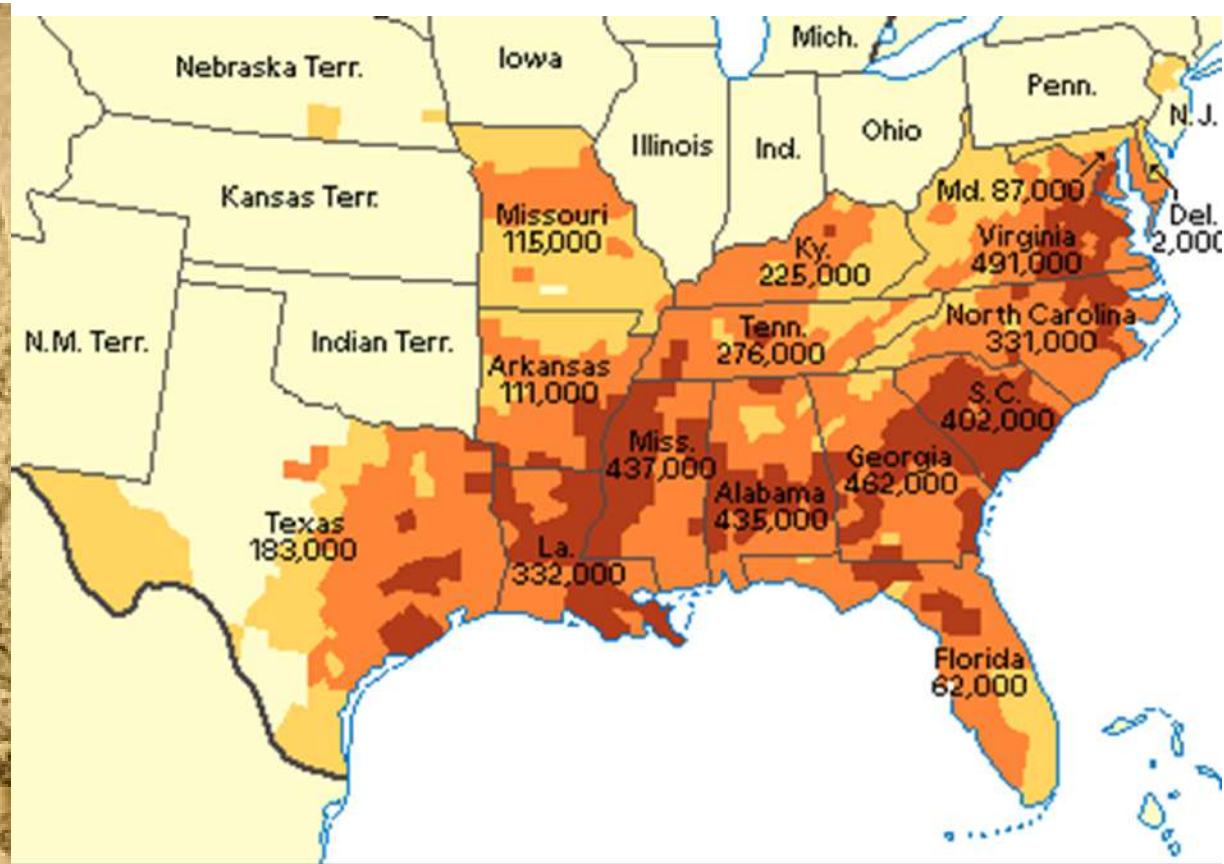 Mich.
Iowa
Nebraska Terr.
Penn.
N.J.
Ohio
Illinois
Ind.
Kansas Terr.
Md. 87,000
Missouri
115,000
Del.
2,000
Virginia
491,000
Ky.
225,000
North Carolina
331,000
Tenn.
276,000
N.M. Terr.
Indian Terr.
Arkansas
111,000
S.C.
402,000
Miss.
437,000
Georgia
462,000
Alabama
435,000
Texas
183,000
La.
332,000
Florida
62,000